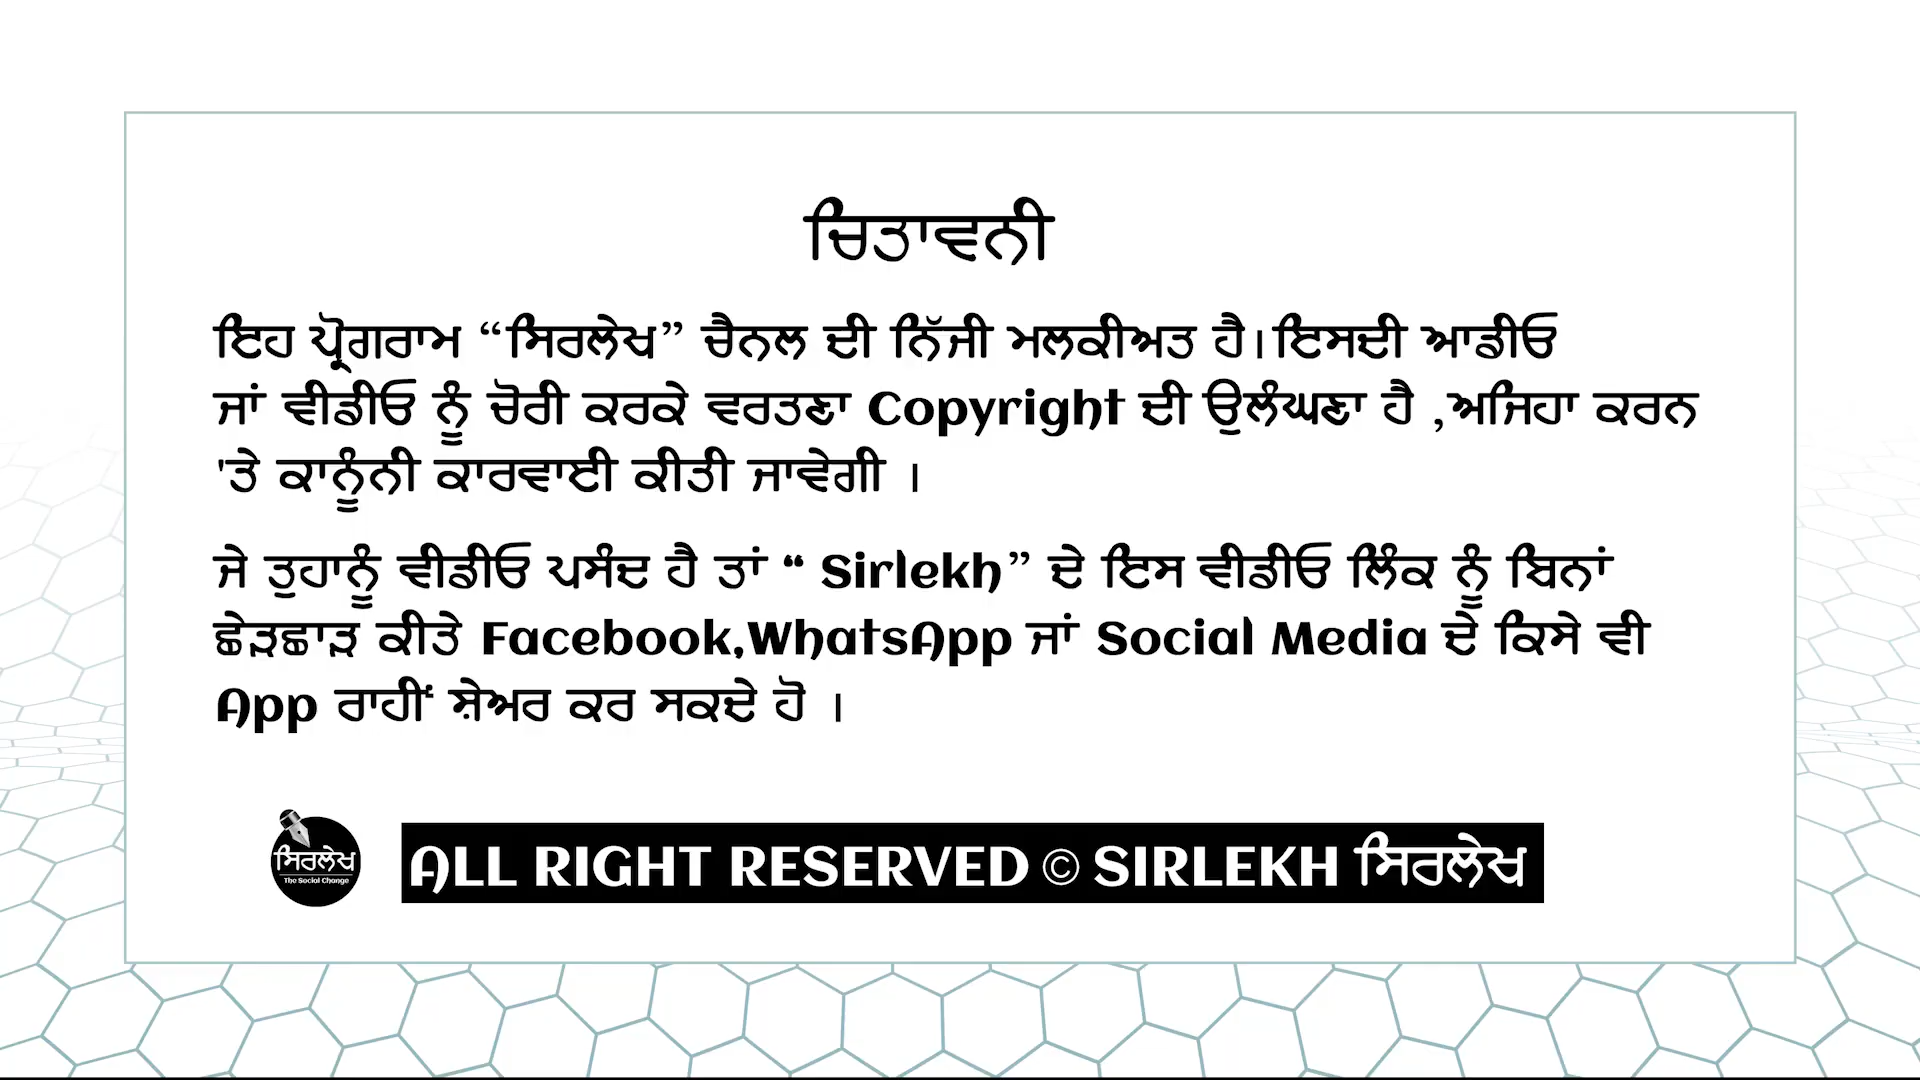 ਚਿਤਾਵਨੀ
ਇਹ ਪ੍ਰੋਗਰਾਮ “ਸਿਰਲੇਖ” ਚੈਨਲ ਦੀ ਨਿੱਜੀ ਮਲਕੀਅਤ ਹੈ।ਇਸਦੀ ਆਡੀਓ
ਜਾਂ ਵੀਡੀਓ ਨੂੰ ਚੋਰੀ ਕਰਕੇ ਵਰਤਣਾ Copyright ਦੀ ਉਲੰਘਣਾ ਹੈ ,ਅਜਿਹਾ ਕਰਨ
'ਤੇ ਕਾਨੂੰਨੀ ਕਾਰਵਾਈ ਕੀਤੀ ਜਾਵੇਗੀ ।
ਜੇ ਤੁਹਾਨੂੰ ਵੀਡੀਓ ਪਸੰਦ ਹੈ ਤਾਂ “ Sirlekh” ਦੇ ਇਸ ਵੀਡੀਓ ਲਿੰਕ ਨੂੰ ਬਿਨਾਂ
ਛੇੜਛਾੜ ਕੀਤੇ Facebook,WhatsApp ਜਾਂ Social Media ਦੇ ਕਿਸੇ ਵੀ
App ਰਾਹੀਂ ਸ਼ੇਅਰ ਕਰ ਸਕਦੇ ਹੋ ।
ਸਿਰਲੇਖ
The Social Change
ALL RIGHT RESERVED © SIRLEKH ਸਿਰਲੇਖ